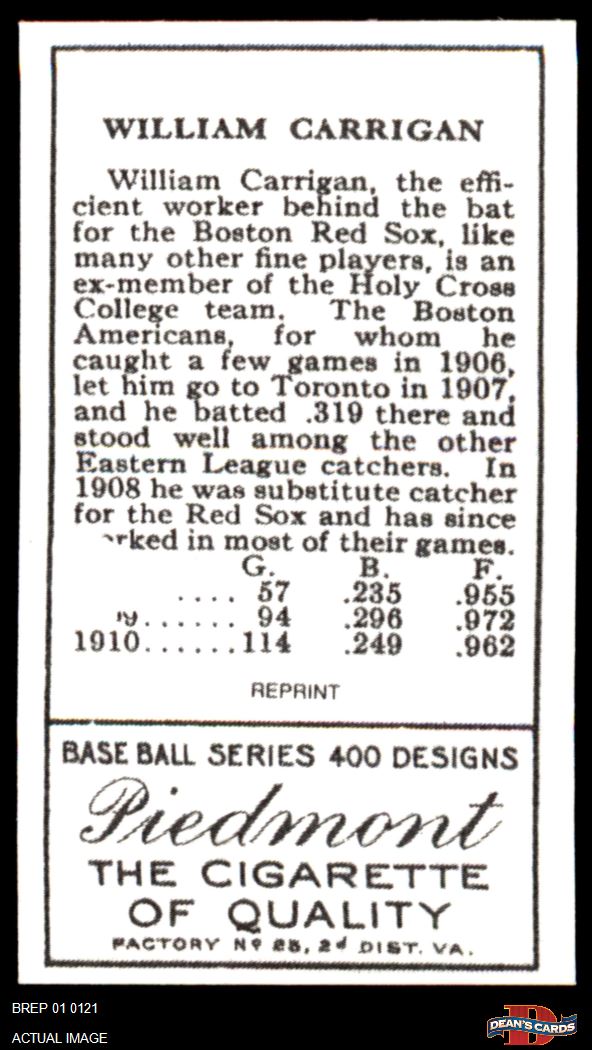 WILLIAM CARRIGAN
William Carrigan, the effi-
cient worker behind the bat
for the Boston Red Sox, like
many other fine players, is an
ex-member of the Holy Cross
College team. The Boston
Americans, for whom he
caught a few games in 1906,
let him go to Toronto in 1907,
and he batted .319 there and
stood well among the other
Eastern League catchers. In
1908 he was substitute catcher
for the Red Sox and has since
rked in most of their games.
G. B. F.
.... 57 .235 .955
...... 94 .296 .972
1910......114 .249 .962
REPRINT
BASE BALL SERIES 400 DESIGNS
Piedmont
THE CIGARETTE
OF QUALITY
FACTORY Nº 25, 2d DIST. VA.
BREP 01 0121
ACTUAL IMAGE
D
DEAN'S CARDS